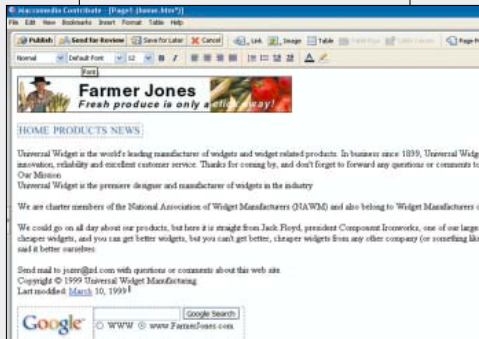 Macromedia Contribute - [Page1 (home.htm*)]
File Edit View Bookmarks Insert Format Table Help
Publish Send for Review Save for Later Cancel Link Image Table Page
Normal Default Font 12 B I
Font
Farmer Jones
Fresh produce is only a click away!
HOME PRODUCTS NEWS
Universal Widget is the world's leading manufacturer of widgets and widget related products. In business since 1899, Universal Widg
innovation, reliability and excellent customer service. Thanks for coming by, and don't forget to forward any questions or comments to
Our Mission
Universal Widget is the premiere designer and manufacturer of widgets in the industry
We are charter members of the National Association of Widget Manufacturers (NAWM) and also belong to Widget Manufacturers o
We could go on all day about our products, but here it is straight from Jack Floyd, president Component Ironworks, one of our large
cheaper widgets, and you can get better widgets, but you can't get better, cheaper widgets from any other company (or something lik
said it better ourselves
Send mail to with questions or comments about this web site
Copyright © 1999 Universal Widget Manufacturing
Last modified: March 10, 1999
Google Search
Google WWW www FarmerJones com